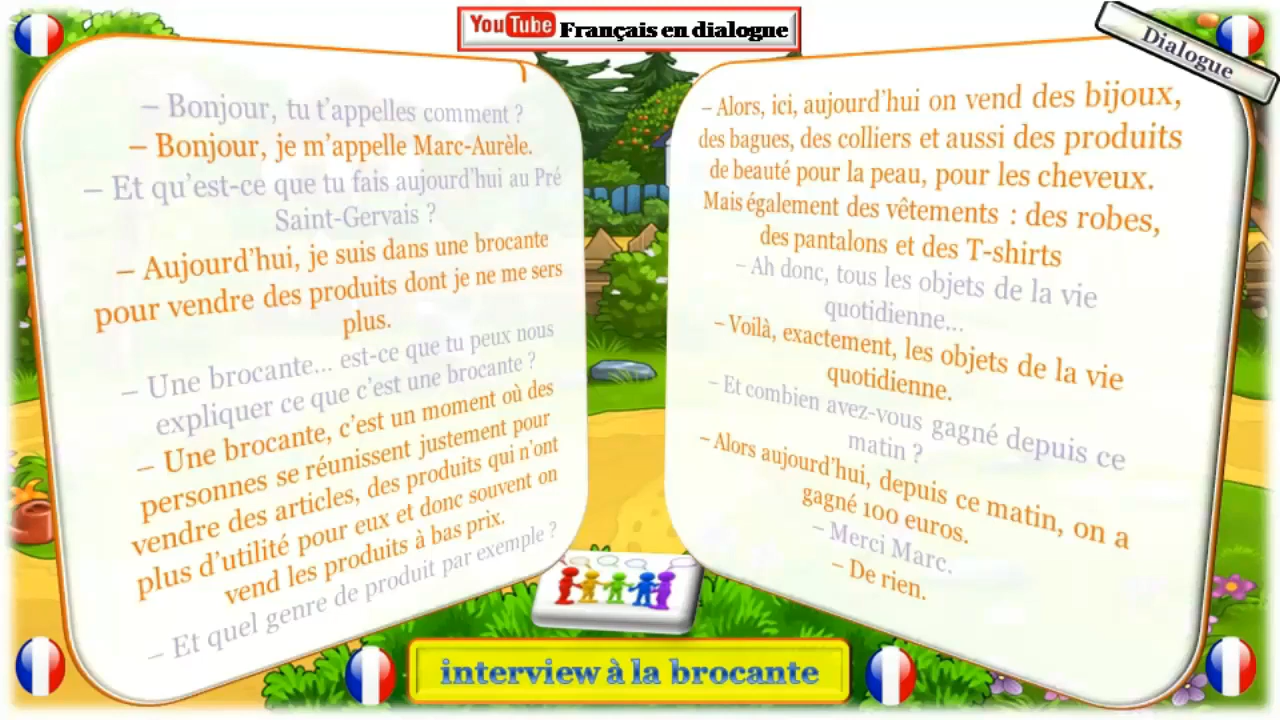 YouTube Français en dialogue
Dialogue
– Bonjour, tu t’appelles comment ?
– Bonjour, je m’appelle Marc-Aurèle.
– Et qu’est-ce que tu fais aujourd’hui au Pré
Saint-Gervais ?
– Aujourd’hui, je suis dans une brocante
pour vendre des produits dont je ne me sers
plus.
– Une brocante... est-ce que tu peux nous
expliquer ce que c’est une brocante ?
– Une brocante, c’est un moment où des
personnes se réunissent justement pour
vendre des articles, des produits qui n’ont
plus d’utilité pour eux et donc souvent on
vend les produits à bas prix.
– Et quel genre de produit par exemple ?
– Alors, ici, aujourd’hui on vend des bijoux,
des bagues, des colliers et aussi des produits
de beauté pour la peau, pour les cheveux.
Mais également des vêtements : des robes,
des pantalons et des T-shirts
– Ah donc, tous les objets de la vie
quotidienne...
– Voilà, exactement, les objets de la vie
quotidienne.
– Et combien avez-vous gagné depuis ce
matin ?
– Alors aujourd’hui, depuis ce matin, on a
gagné 100 euros.
– Merci Marc.
– De rien.
interview à la brocante